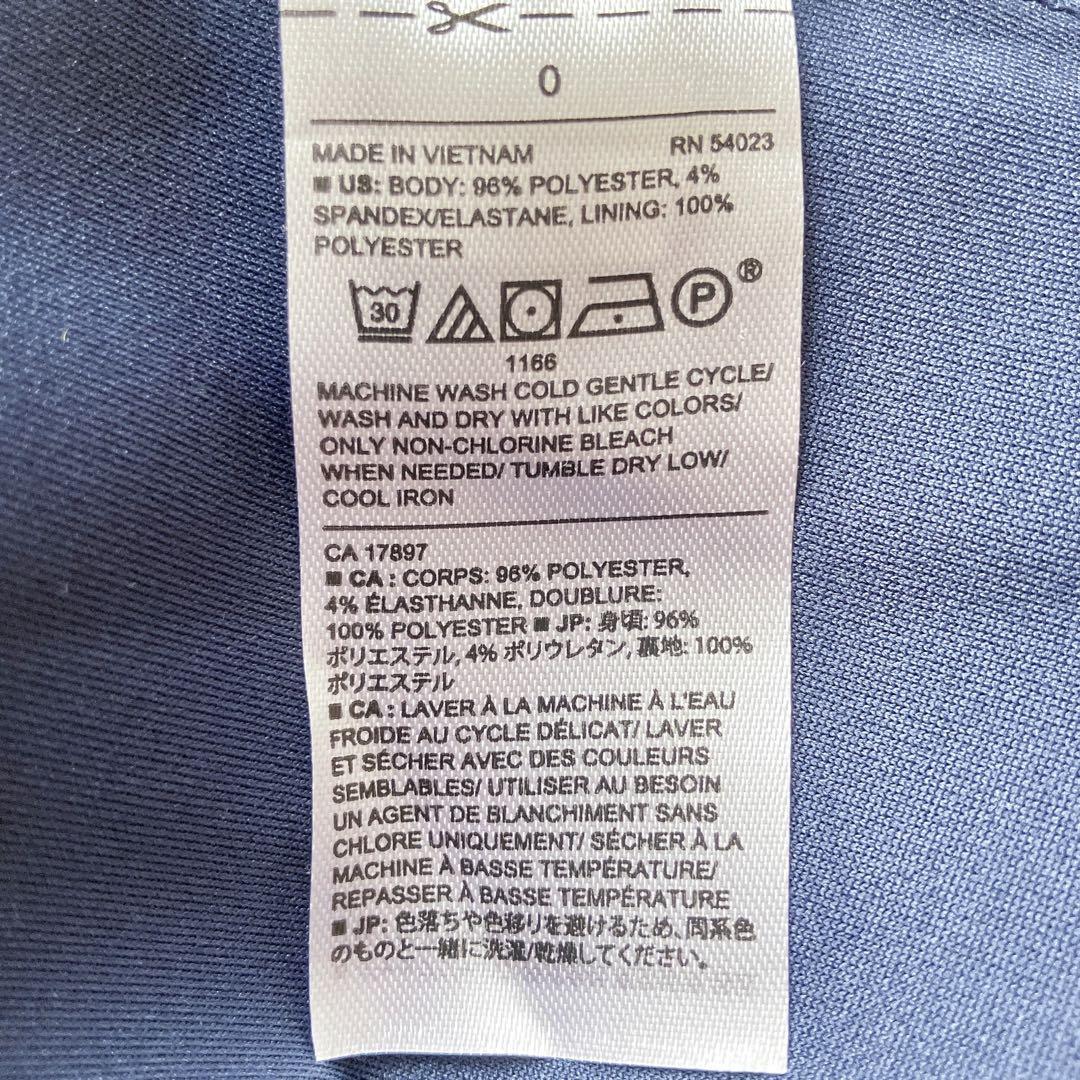 0
MADE IN VIETNAM RN 54023
■ US: BODY: 96% POLYESTER, 4%
SPANDEX/ELASTANE, LINING: 100%
POLYESTER
30 P ®
1166
MACHINE WASH COLD GENTLE CYCLE/
WASH AND DRY WITH LIKE COLORS/
ONLY NON-CHLORINE BLEACH
WHEN NEEDED/ TUMBLE DRY LOW/
COOL IRON
CA 17897
■ CA : CORPS: 96% POLYESTER,
4% ÉLASTHANNE, DOUBLURE:
100% POLYESTER ■ JP: 身頃: 96%
ポリエステル, 4% ポリウレタン, 裏地: 100%
ポリエステル
■ CA : LAVER À LA MACHINE À L'EAU
FROIDE AU CYCLE DÉLICAT/ LAVER
ET SÉCHER AVEC DES COULEURS
SEMBLABLES/ UTILISER AU BESOIN
UN AGENT DE BLANCHIMENT SANS
CHLORE UNIQUEMENT/ SÉCHER À LA
MACHINE À BASSE TEMPÉRATURE/
REPASSER À BASSE TEMPÉRATURE
■ JP: 色落ちや色移りを避けるため、同系色
のものと一緒に洗濯/乾燥してください。